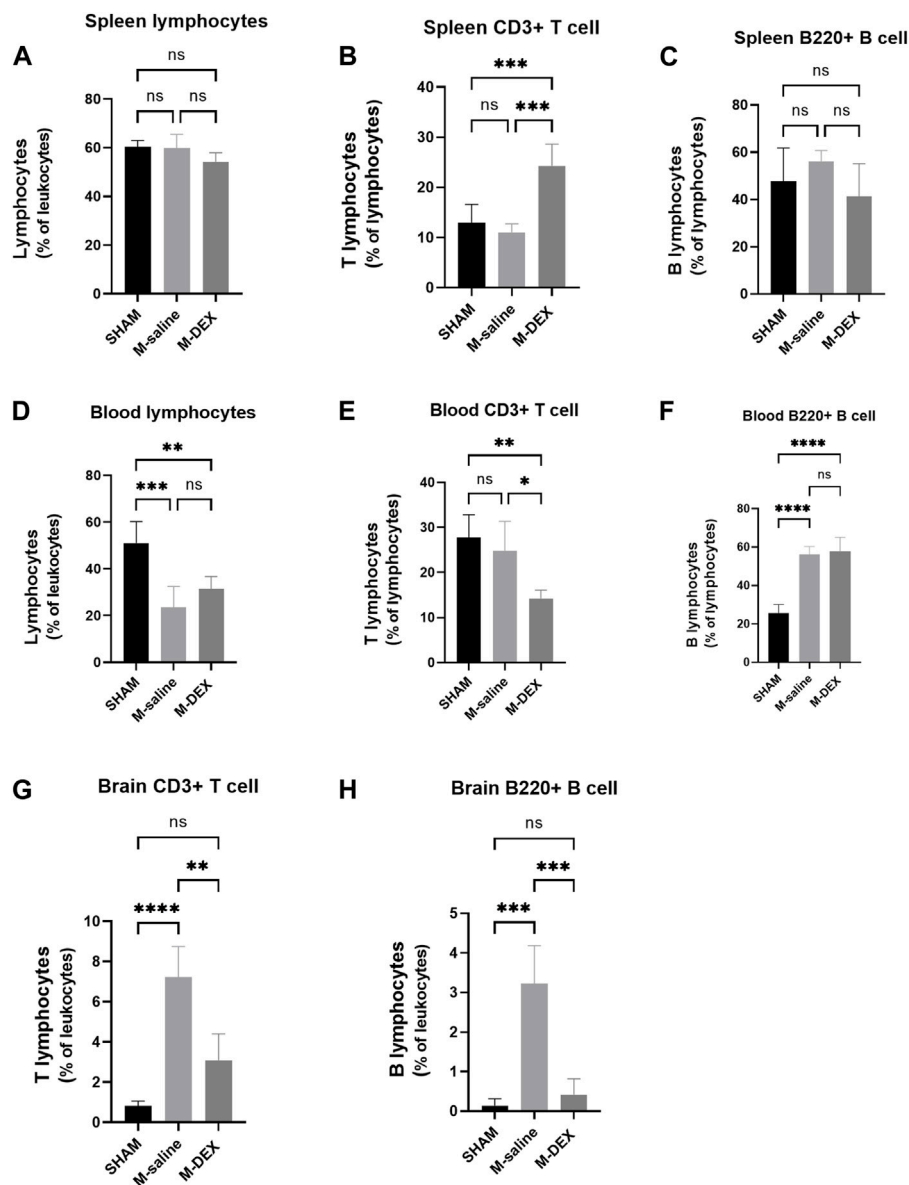 Spleen lymphocytes
A
ns
ns
ns
80
60
40
20
0
Lymphocytes
(% of leukocytes)
SHAM
M-saline
M-DEX
Spleen CD3+ T cell
B
***
ns
***
40
30
20
10
0
T lymphocytes
(% of lymphocytes)
SHAM
M-saline
M-DEX
Spleen B220+ B cell
C
ns
ns
ns
80
60
40
20
0
B lymphocytes
(% of lymphocytes)
SHAM
M-saline
M-DEX
D
Blood lymphocytes
**
***
ns
80
60
40
20
0
Lymphocytes
(% of leukocytes)
SHAM
M-saline
M-DEX
E
Blood CD3+ T cell
**
ns
*
40
30
20
10
0
T lymphocytes
(% of lymphocytes)
SHAM
M-saline
M-DEX
F
Blood B220+ B cell
****
ns
****
80
60
40
20
0
B lymphocytes
(% of lymphocytes)
SHAM
M-saline
M-DEX
G
Brain CD3+ T cell
ns
**
****
10
8
6
4
2
0
T lymphocytes
(% of leukocytes)
SHAM
M-saline
M-DEX
H
Brain B220+ B cell
ns
***
***
5
4
3
2
1
0
B lymphocytes
(% of leukocytes)
SHAM
M-saline
M-DEX